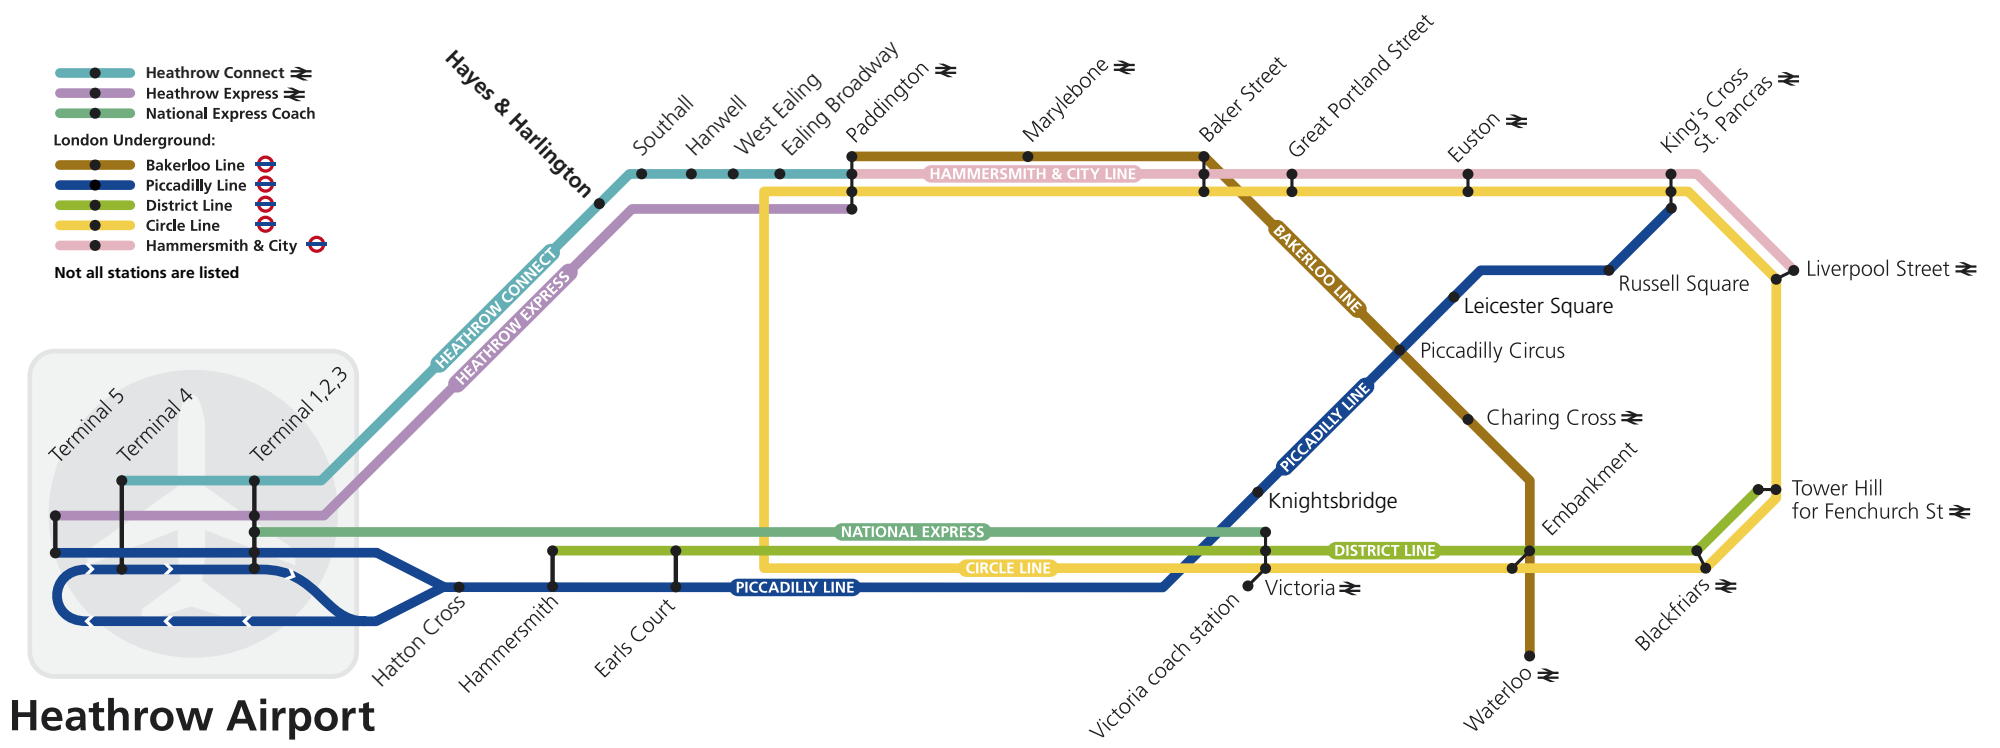 Heathrow Connect
Heathrow Express
National Express Coach
London Underground:
Bakerloo Line
Piccadilly Line
District Line
Circle Line
Hammersmith & City
Not all stations are listed
Hayes & Harlington
Southall
Hanwell
West Ealing
Ealing Broadway
Paddington
Marylebone
Baker Street
Great Portland Street
Euston
King's Cross
St. Pancras
HAMMERSMITH & CITY LINE
HEATHROW CONNECT
HEATHROW EXPRESS
BAKERLOO LINE
Liverpool Street
Russell Square
Leicester Square
Piccadilly Circus
PICCADILLY LINE
Charing Cross
Knightsbridge
Embankment
Tower Hill
for Fenchurch St
Terminal 5
Terminal 4
Terminal 1,2,3
NATIONAL EXPRESS
DISTRICT LINE
CIRCLE LINE
PICCADILLY LINE
Victoria
Hatton Cross
Hammersmith
Earls Court
Victoria coach station
Blackfriars
Waterloo
Heathrow Airport